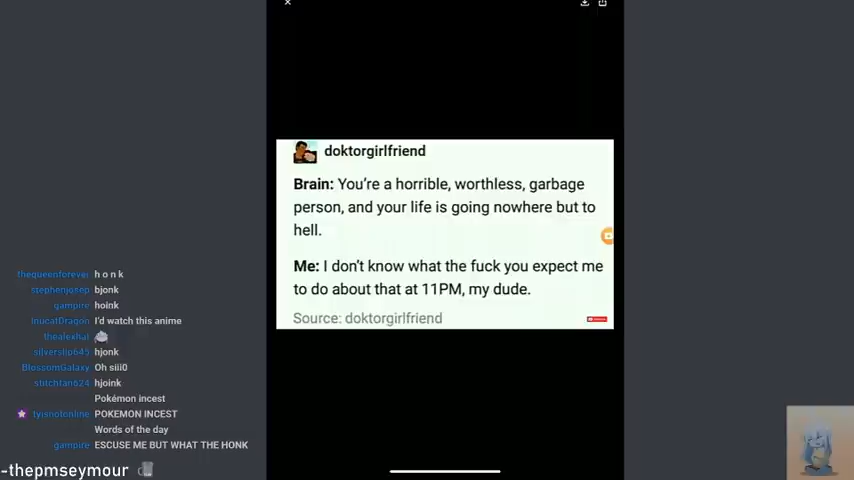 doktorgirlfriend
Brain: You're a horrible, worthless, garbage
person, and your life is going nowhere but to
hell.
Me: I don't know what the fuck you expect me
to do about that at 11PM, my dude.
Source: doktorgirlfriend
thequeenforever h o n k
stephenjosep bjonk
gampire hoink
InucatDragon I'd watch this anime
thealexhal
silverslip645 hjonk
BlossomGalaxy Oh siii0
stitchfan624 hjoink
Pokémon incest
tyisnotonline POKEMON INCEST
Words of the day
gampire ESCUSE ME BUT WHAT THE HONK
-thepmseymour